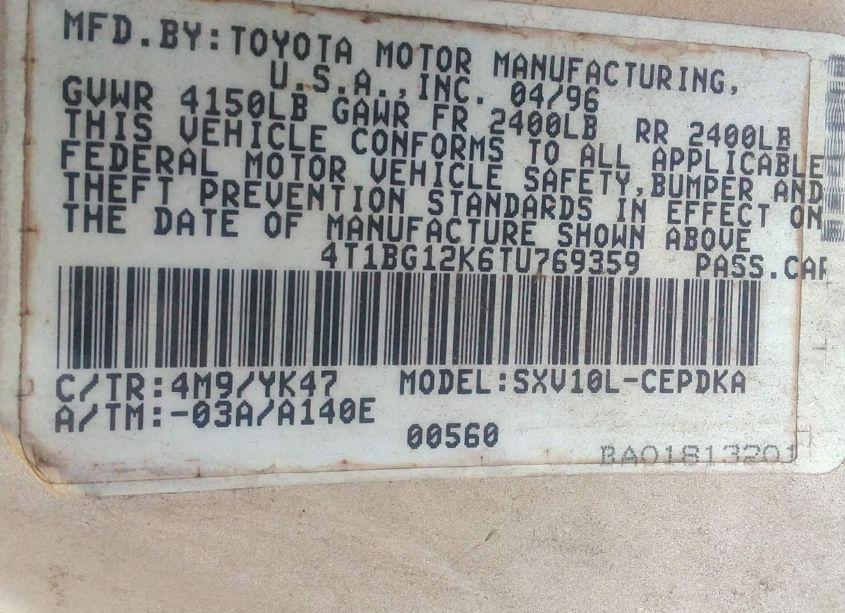 MFD.BY:TOYOTA MOTOR MANUFACTURING,
U.S.A.,INC. 04/96
GVWR 4150LB GAWR FR 2400LB RR 2400LB
THIS VEHICLE CONFORMS TO ALL APPLICABLE
FEDERAL MOTOR VEHICLE SAFETY,BUMPER AND
THEFT PREVENTION STANDARDS IN EFFECT ON
THE DATE OF MANUFACTURE SHOWN ABOVE
4T1BG12K6TU769359 PASS.CAR
C/TR:4M9/YK47 MODEL:SXV10L-CEPDKA
A/TM:-03A/A140E
00560
BA01813201